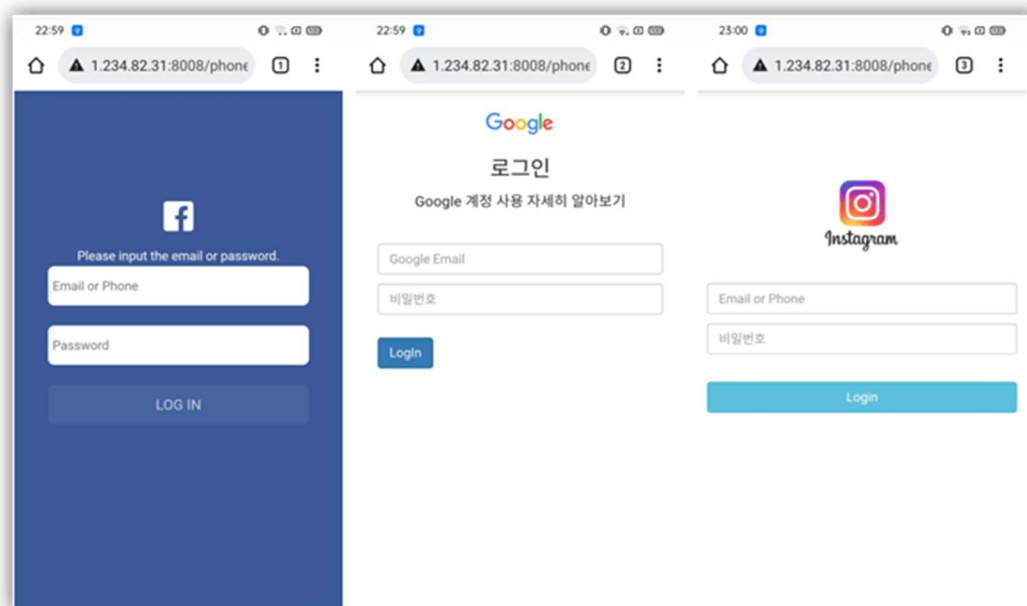 22:59
1.234.82.31:8008/phone
1
Please input the email or password.
Email or Phone
Password
LOG IN
22:59
1.234.82.31:8008/phone
2
Google
로그인
Google 계정 사용 자세히 알아보기
Google Email
비밀번호
LogIn
23:00
1.234.82.31:8008/phone
3
Instagram
Email or Phone
비밀번호
Login